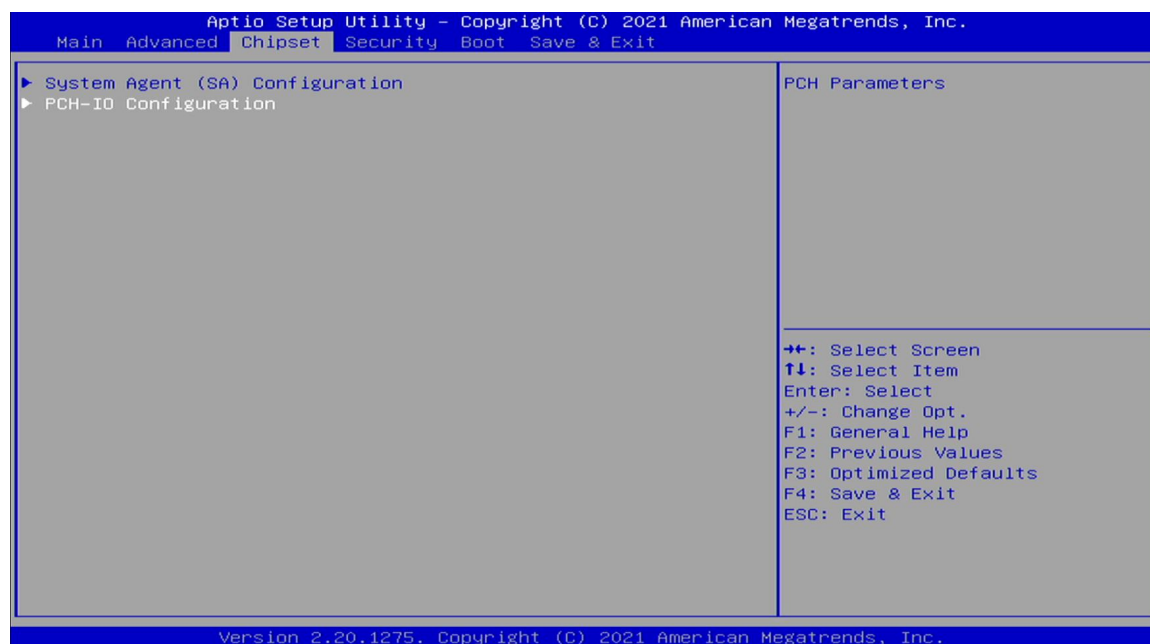 Aptio Setup Utility – Copyright (C) 2021 American Megatrends, Inc.
Main Advanced Chipset Security Boot Save & Exit
▶ System Agent (SA) Configuration
▶ PCH-IO Configuration
PCH Parameters
→←: Select Screen
↑↓: Select Item
Enter: Select
+/-: Change Opt.
F1: General Help
F2: Previous Values
F3: Optimized Defaults
F4: Save & Exit
ESC: Exit
Version 2.20.1275. Copyright (C) 2021 American Megatrends, Inc.